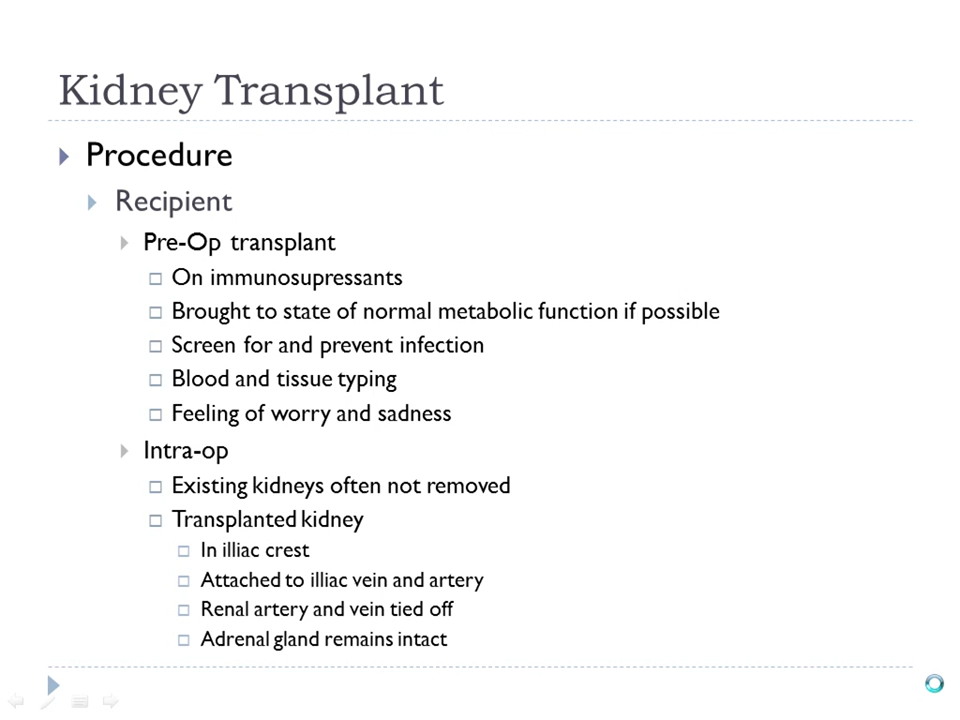 Kidney Transplant
Procedure
Recipient
Pre-Op transplant
On immunosupressants
Brought to state of normal metabolic function if possible
Screen for and prevent infection
Blood and tissue typing
Feeling of worry and sadness
Intra-op
Existing kidneys often not removed
Transplanted kidney
In illiac crest
Attached to illiac vein and artery
Renal artery and vein tied off
Adrenal gland remains intact